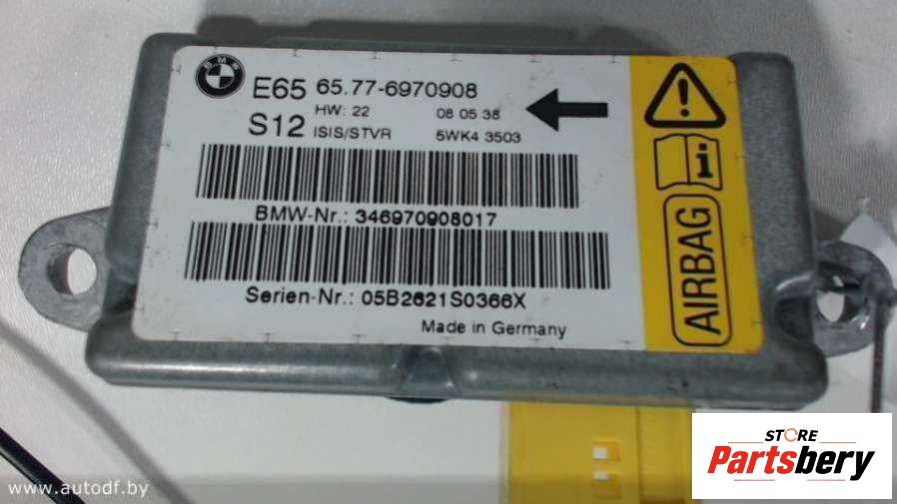 BMW
E65 65.77-6970908
HW: 22 08 05 38
S12 ISIS/STVR 5WK4 3503
BMW-Nr.: 346970908017
Serien-Nr.: 05B2621S0366X
Made in Germany
AIRBAG
www.autodf.by
STORE
Partsbery